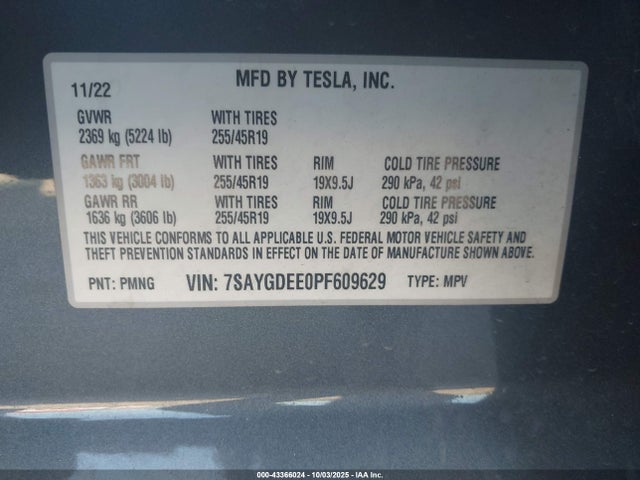 11/22 MFD BY TESLA, INC.
GVWR WITH TIRES
2369 kg (5224 lb) 255/45R19
GAWR FRT WITH TIRES RIM COLD TIRE PRESSURE
1363 kg (3004 lb) 255/45R19 19X9.5J 290 kPa, 42 psi
GAWR RR WITH TIRES RIM COLD TIRE PRESSURE
1636 kg (3606 lb) 255/45R19 19X9.5J 290 kPa, 42 psi
THIS VEHICLE CONFORMS TO ALL APPLICABLE U.S. FEDERAL MOTOR VEHICLE SAFETY AND
THEFT PREVENTION STANDARDS IN EFFECT ON THE DATE OF MANUFACTURE SHOWN ABOVE.
PNT: PMNG VIN: 7SAYGDEE0PF609629 TYPE: MPV
000-43366024 - 10/03/2025 - IAA Inc.